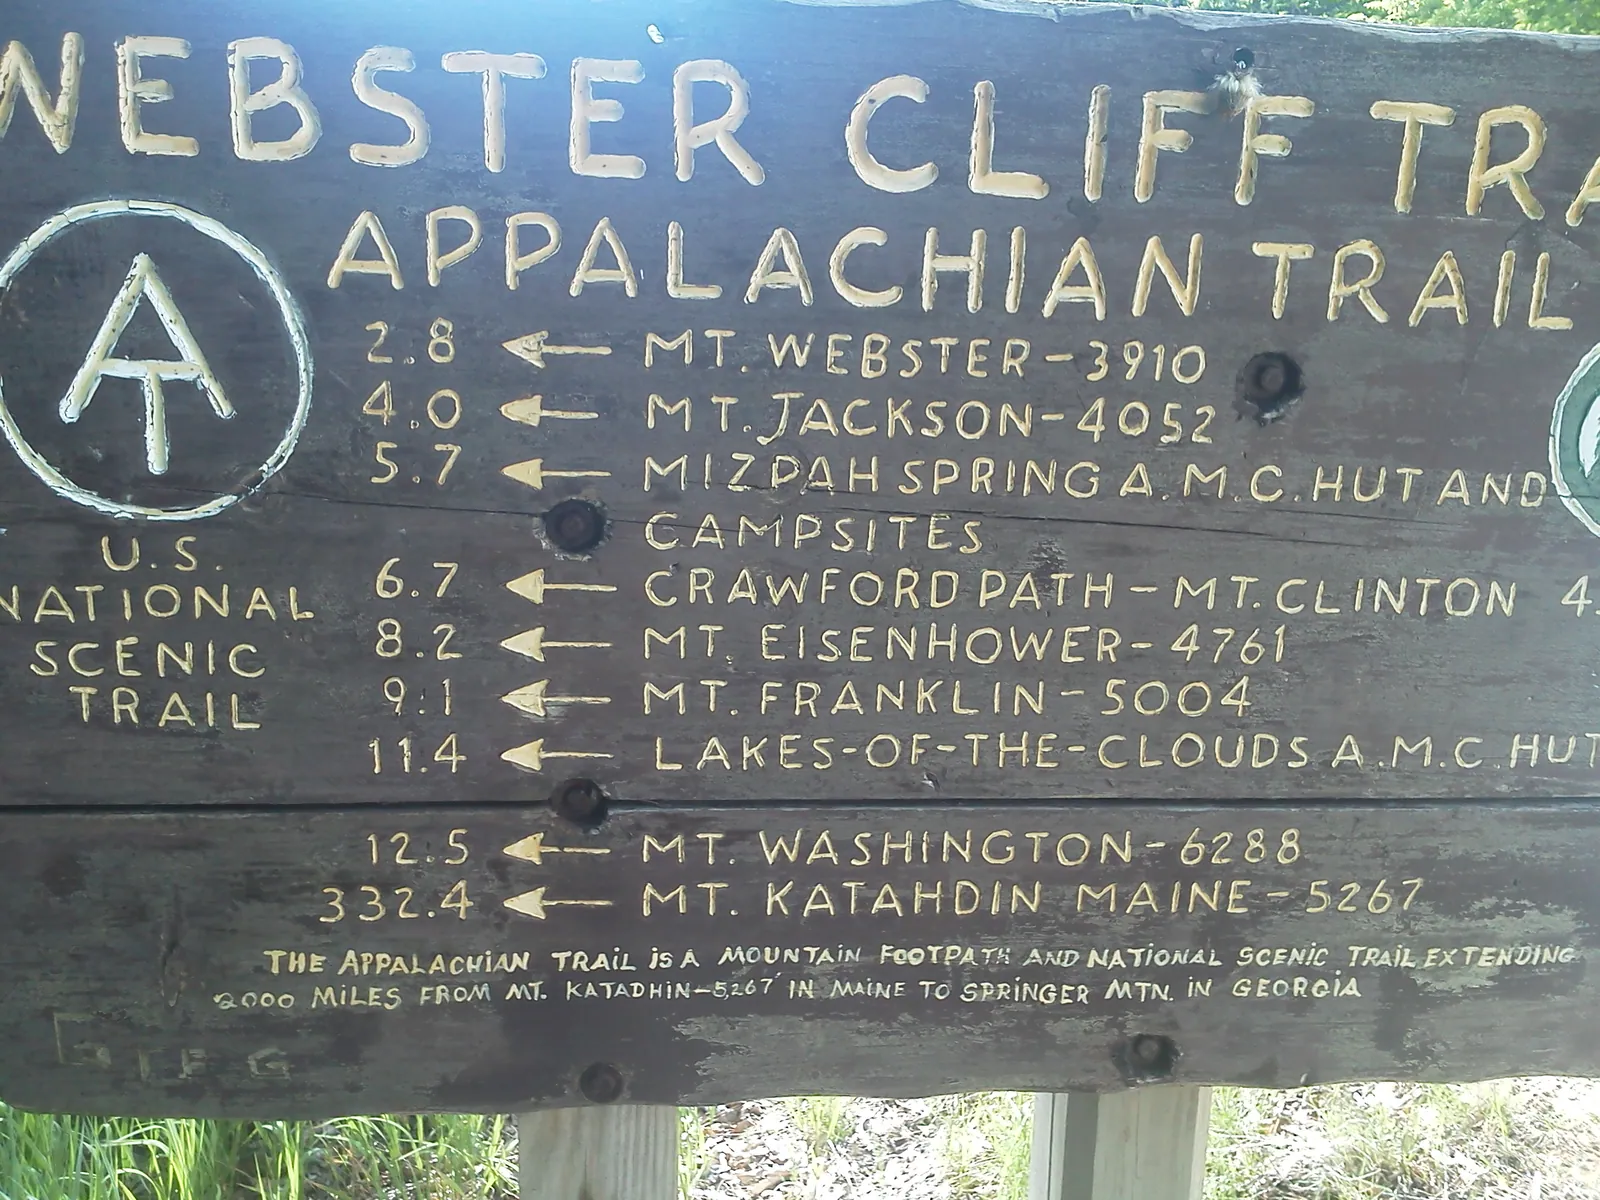 WEBSTER CLIFF TRA
APPALACHIAN TRAIL
AT
U.S.
NATIONAL
SCENIC
TRAIL
2.8 ← MT. WEBSTER-3910
4.0 ← MT. JACKSON-4052
5.7 ← MIZPAH SPRING A.M.C. HUT AND
CAMPSITES
6.7 ← CRAWFORD PATH-MT. CLINTON 4
8.2 ← MT. EISENHOWER-4761
9.1 ← MT. FRANKLIN-5004
11.4 ← LAKES-OF-THE-CLOUDS A.M.C HUT
12.5 ← MT. WASHINGTON-6288
332.4 ← MT. KATAHDIN MAINE-5267
THE APPALACHIAN TRAIL IS A MOUNTAIN FOOTPATH AND NATIONAL SCENIC TRAIL EXTENDING
2000 MILES FROM MT. KATADHIN-5,267' IN MAINE TO SPRINGER MTN. IN GEORGIA